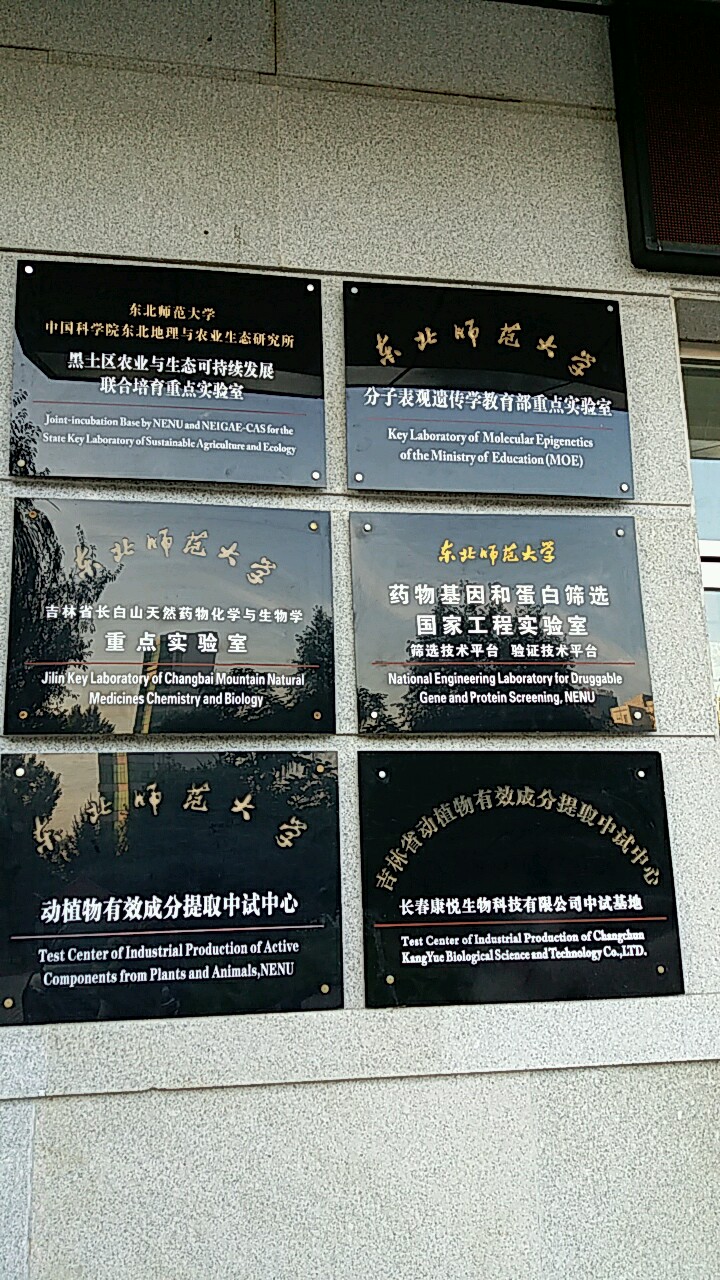 东北师范大学
中国科学院东北地理与农业生态研究所
黑土区农业与生态可持续发展
联合培育重点实验室
Joint-incubation Base by NENU and NEIGAE-CAS for the
State Key Laboratory of Sustainable Agriculture and Ecology
东北师范大学
分子表观遗传学教育部重点实验室
Key Laboratory of Molecular Epigenetics
of the Ministry of Education (MOE)
东北师范大学
吉林省长白山天然药物化学与生物学
重点实验室
Jilin Key Laboratory of Changbai Mountain Natural
Medicines Chemistry and Biology
东北师范大学
药物基因和蛋白筛选
国家工程实验室
筛选技术平台 验证技术平台
National Engineering Laboratory for Druggable
Gene and Protein Screening, NENU
东北师范大学
动植物有效成分提取中试中心
Test Center of Industrial Production of Active
Components from Plants and Animals,NENU
吉林省动植物有效成分提取中试中心
长春康悦生物科技有限公司中试基地
Test Center of Industrial Production of Changchun
KangYue Biological Science and Technology Co.,LTD.